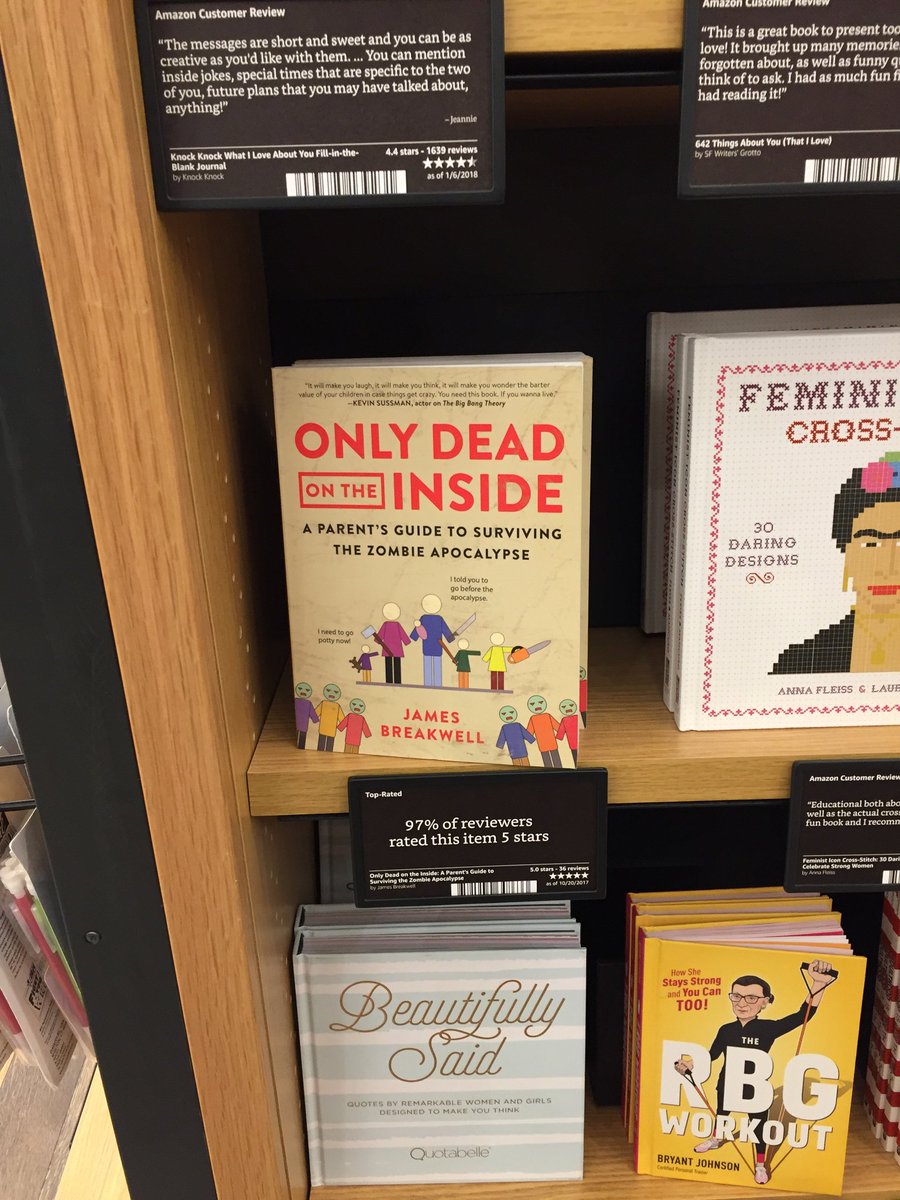 Amazon Customer Review
“The messages are short and sweet and you can be as
creative as you'd like with them. ... You can mention
inside jokes, special times that are specific to the two
of you, future plans that you may have talked about,
anything!”
– Jeannie
Knock Knock What I Love About You Fill-in-the-
Blank Journal
by Knock Knock
4.4 stars - 1639 reviews
as of 1/6/2018
Amazon Customer Review
“This is a great book to present too
love! It brought up many memorie
forgotten about, as well as funny qu
think of to ask. I had as much fun fi
had reading it!”
642 Things About You (That I Love)
by SF Writers' Grotto
“It will make you laugh, it will make you think, it will make you wonder the barter
value of your children in case things get crazy. You need this book. If you wanna live.”
—KEVIN SUSSMAN, actor on The Big Bang Theory
ONLY DEAD
ON THE INSIDE
A PARENT'S GUIDE TO SURVIVING
THE ZOMBIE APOCALYPSE
I told you to
go before the
apocalypse.
I need to go
potty now!
JAMES
BREAKWELL
FEMINI
CROSS-
30
DARING
DESIGNS
ANNA FLEISS & LAUR
Top-Rated
97% of reviewers
rated this item 5 stars
Only Dead on the Inside: A Parent's Guide to
Surviving the Zombie Apocalypse
by James Breakwell
5.0 stars - 36 reviews
as of 10/20/2017
Amazon Customer Review
“Educational both abo
well as the actual cros
fun book and I recomm
Feminist Icon Cross-Stitch: 30 Dari
Celebrate Strong Women
by Anna Fleiss
Beautifully
Said
QUOTES BY REMARKABLE WOMEN AND GIRLS
DESIGNED TO MAKE YOU THINK
Quotabelle
How She
Stays Strong
... and You Can
TOO!
THE
RBG
WORKOUT
BRYANT JOHNSON
Certified Personal Trainer